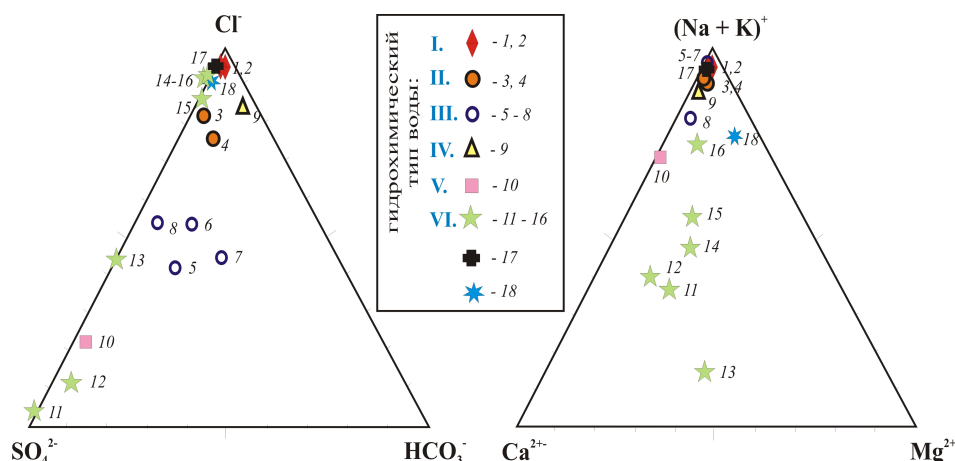 Cl⁻
17
1,2
14-16
18
15
3
9
4
8
6
7
5
13
10
12
11
SO₄²⁻
HCO₃⁻
гидрохимический
тип воды:
I. - 1, 2
II. - 3, 4
III. - 5 - 8
IV. - 9
V. - 10
VI. - 11 - 16
- 17
- 18
(Na + K)⁺
5-7
1,2
17
3,4
9
8
18
16
10
15
14
12
11
13
Ca²⁺⁻
Mg²⁺